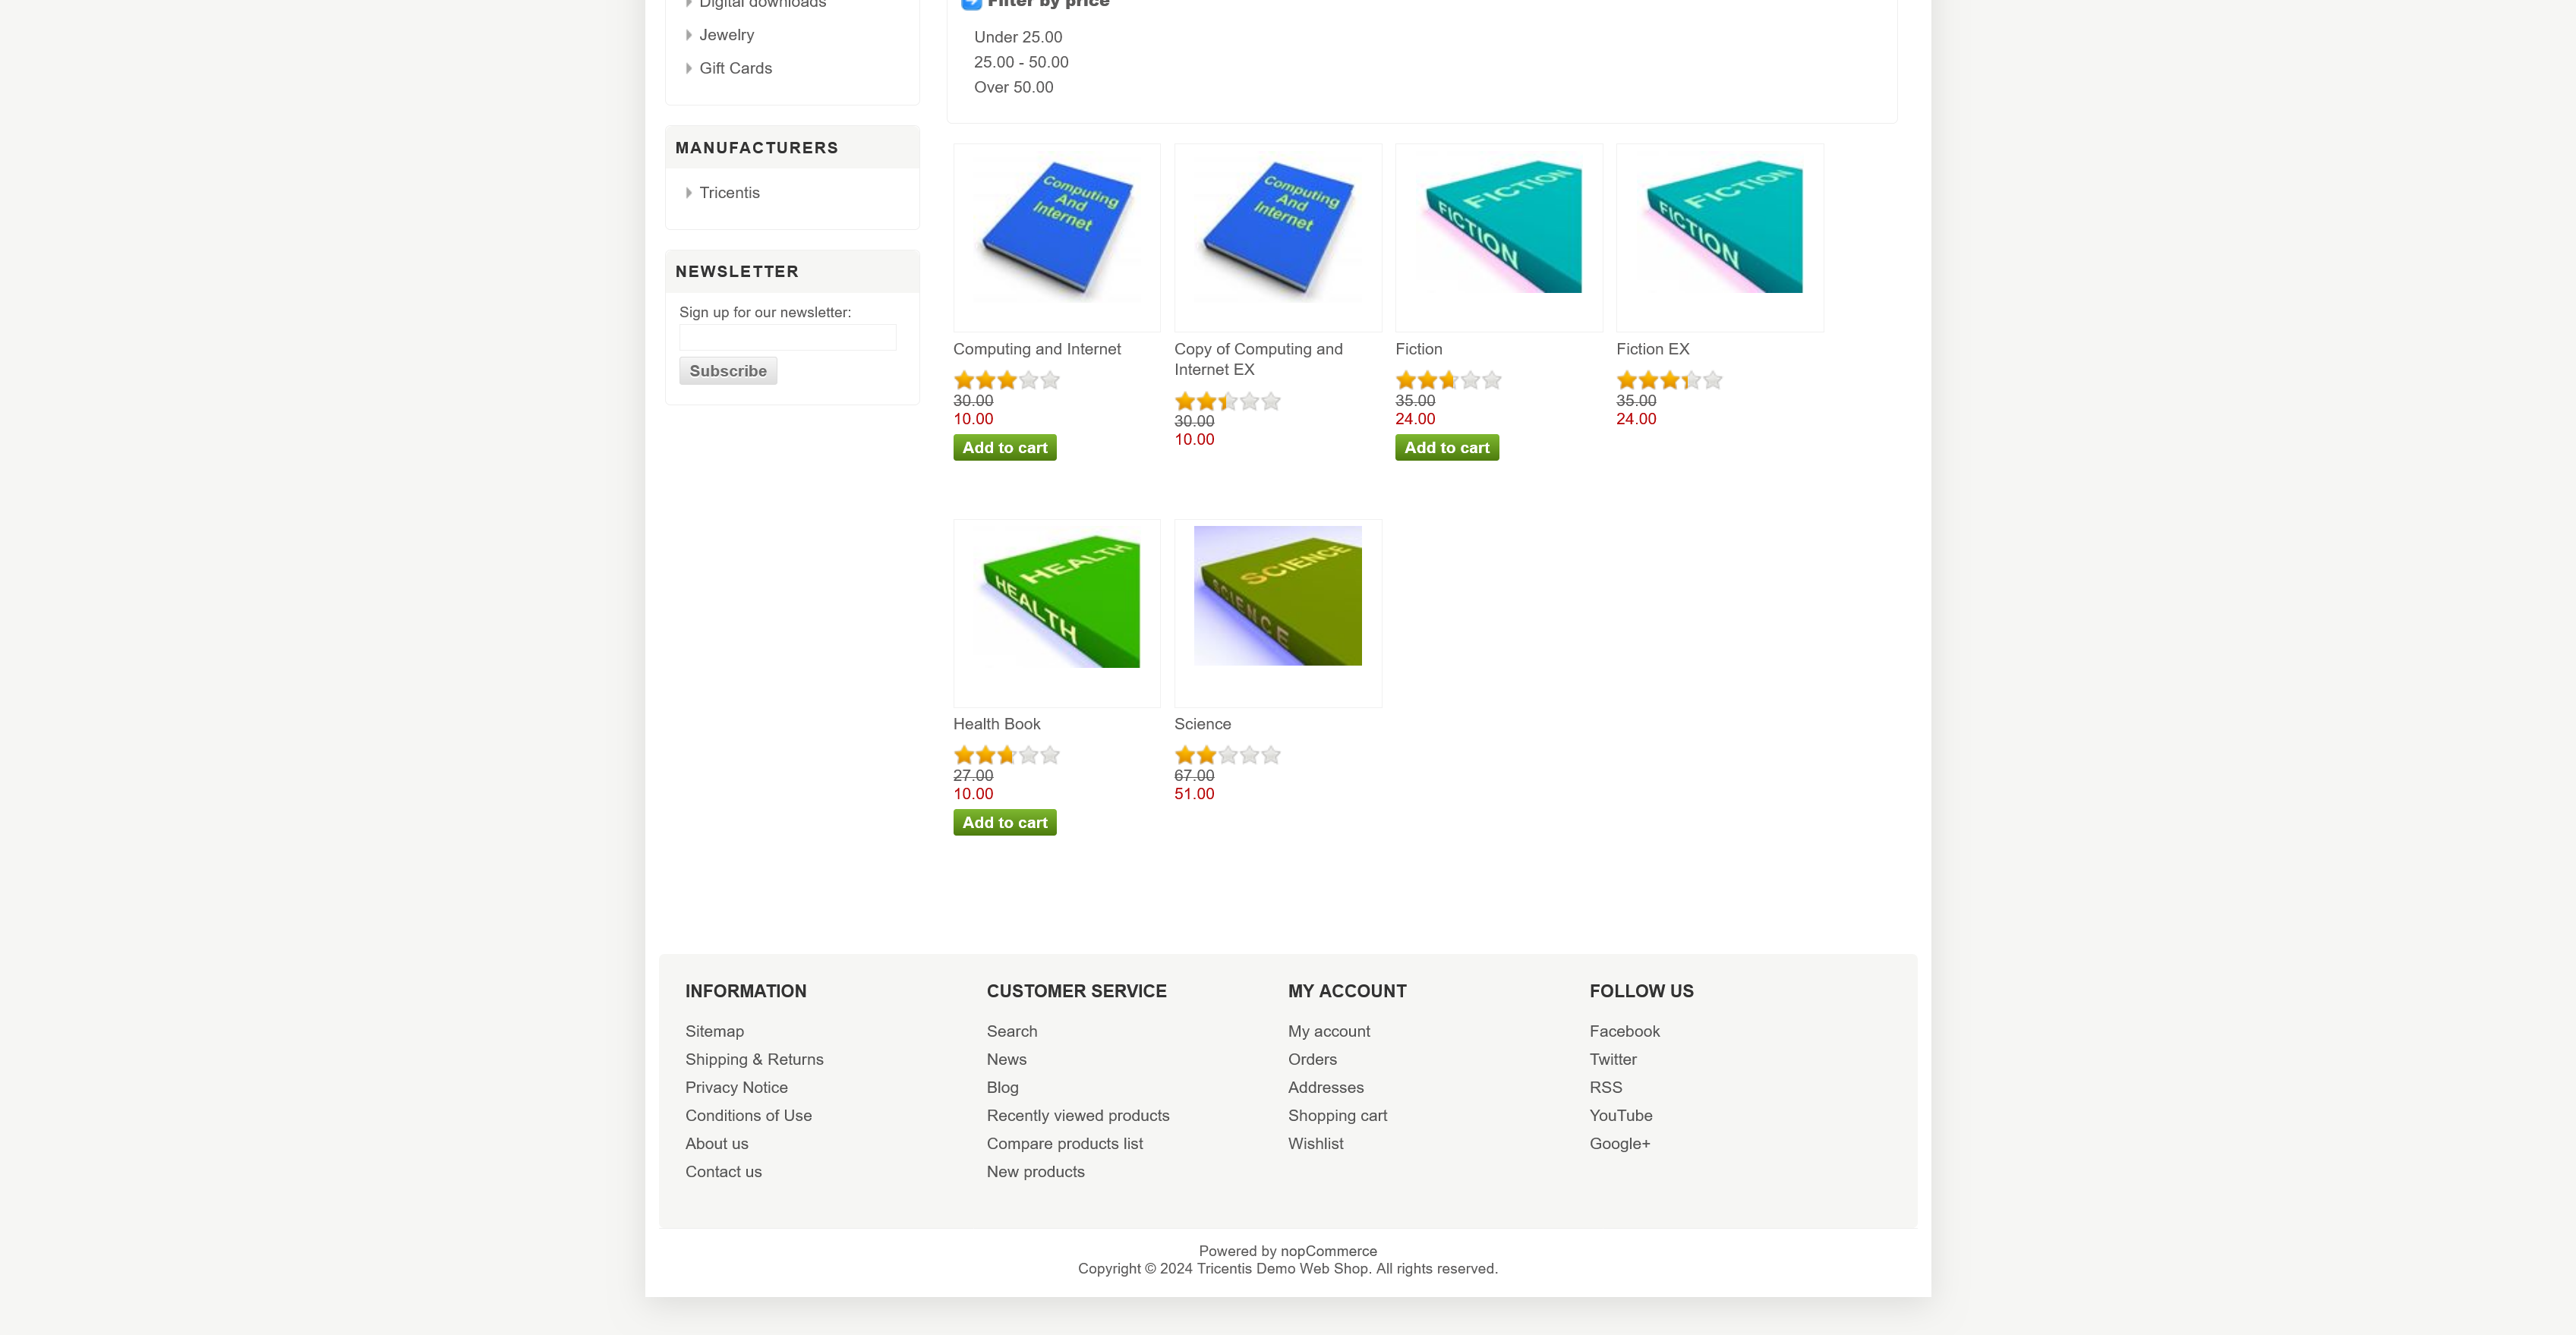 Digital downloads
Jewelry
Gift Cards
MANUFACTURERS
Tricentis
NEWSLETTER
Sign up for our newsletter:
Subscribe
Filter by price
Under 25.00
25.00 - 50.00
Over 50.00
Computing
And
Internet
Computing and Internet
30.00
10.00
Add to cart
Computing
And
Internet
Copy of Computing and
Internet EX
30.00
10.00
FICTION
FICTION
Fiction
35.00
24.00
Add to cart
FICTION
FICTION
Fiction EX
35.00
24.00
HEALTH
HEALTH
Health Book
27.00
10.00
Add to cart
SCIENCE
SCIENCE
Science
67.00
51.00
INFORMATION
Sitemap
Shipping & Returns
Privacy Notice
Conditions of Use
About us
Contact us
CUSTOMER SERVICE
Search
News
Blog
Recently viewed products
Compare products list
New products
MY ACCOUNT
My account
Orders
Addresses
Shopping cart
Wishlist
FOLLOW US
Facebook
Twitter
RSS
YouTube
Google+
Powered by nopCommerce
Copyright © 2024 Tricentis Demo Web Shop. All rights reserved.